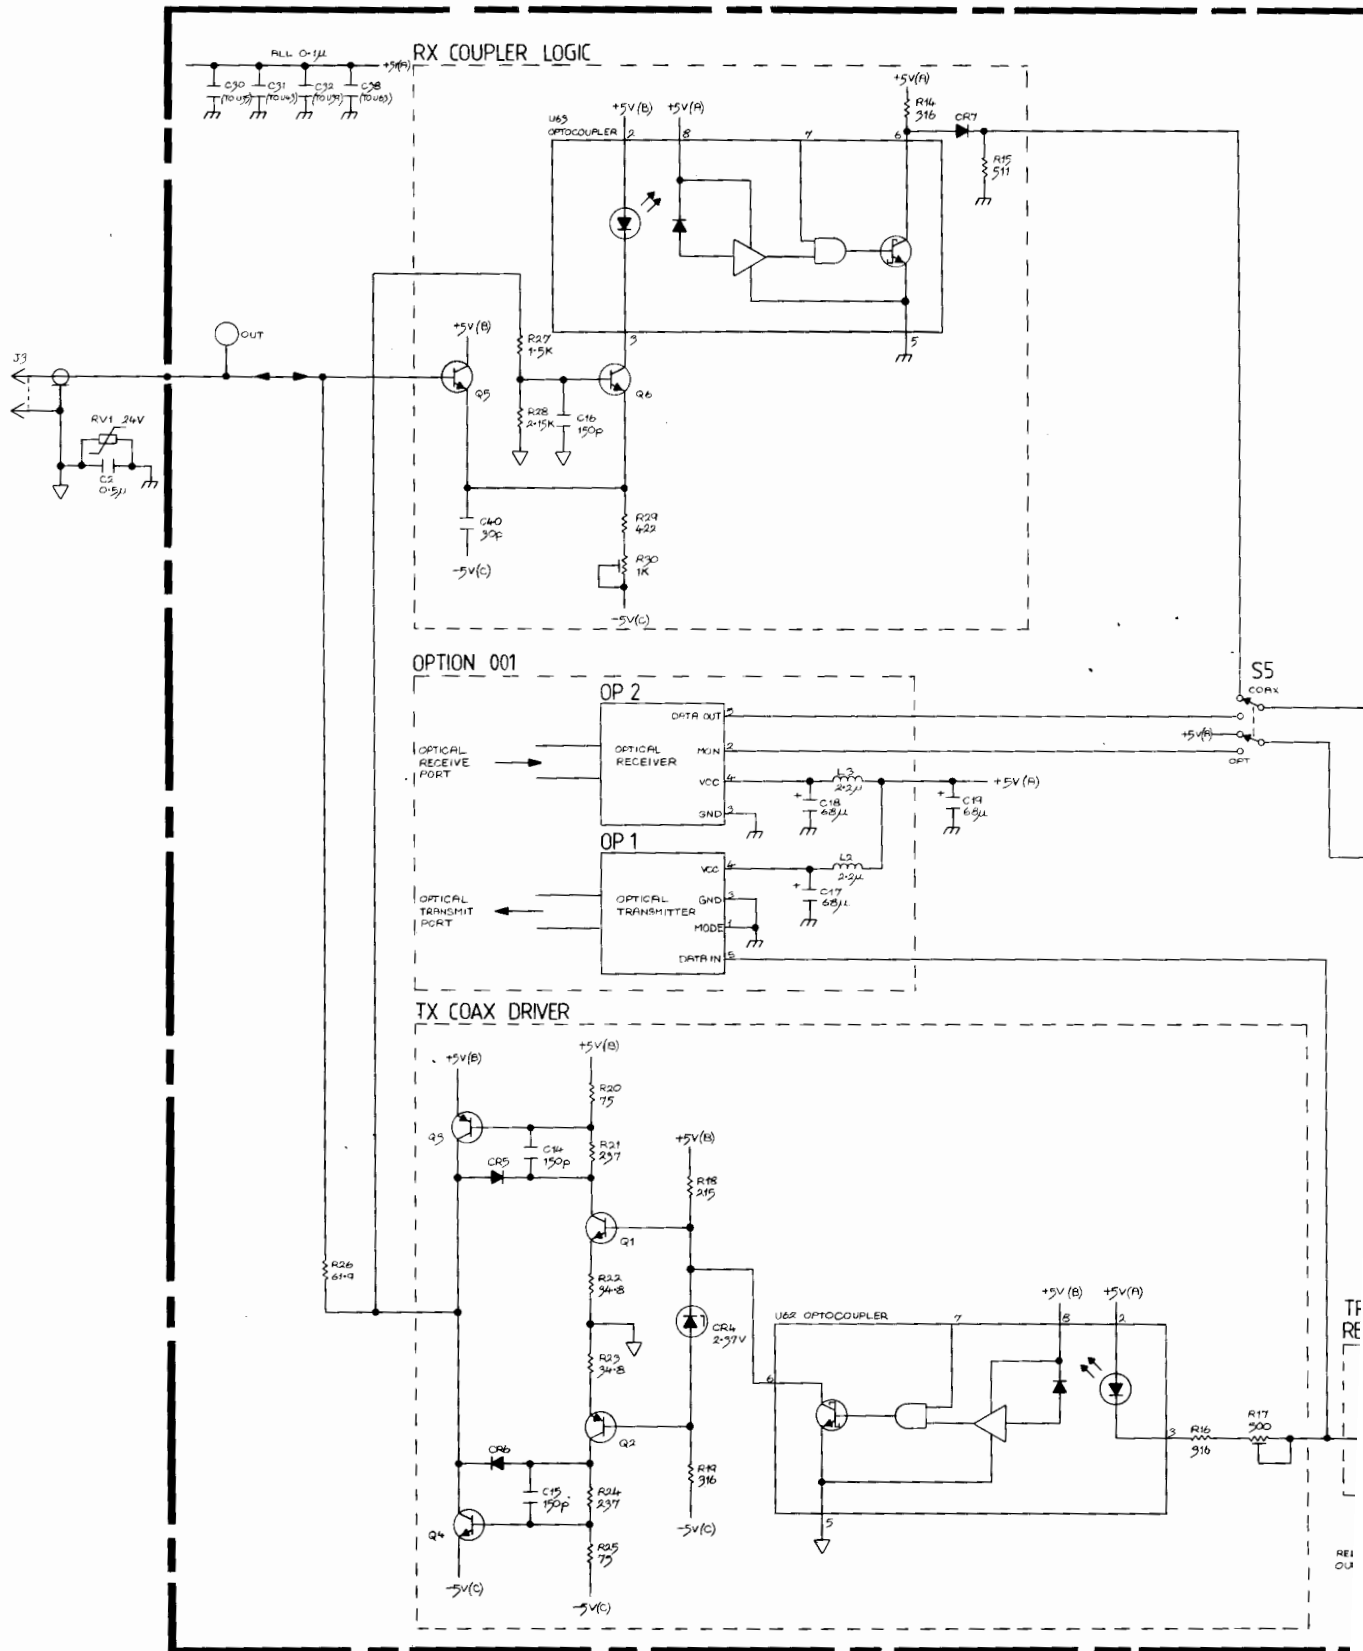 ALL 0.1µ
+5V(A)
C30
(TO U35)
C31
(TO U43)
C32
(TO U39)
C38
(TO U63)
RX COUPLER LOGIC
+5V(B)
+5V(A)
+5V(A)
R14
316
CR7
R15
511
U63
OPTOCOUPLER
2
8
7
6
3
5
J3
OUT
+5V(B)
Q5
R27
1.5K
R28
2.15K
C16
150p
Q6
RV1 24V
C2
0.5µ
C40
30p
-5V(C)
R29
422
R30
1K
-5V(C)
OPTION 001
OP 2
S5
COAX
+5V(A)
OPT
OPTICAL
RECEIVE
PORT
OPTICAL
RECEIVER
DATA OUT
5
MON
2
VCC
4
GND
3
L3
2.2µ
C18
68µ
+5V(A)
C19
68µ
OP 1
OPTICAL
TRANSMIT
PORT
OPTICAL
TRANSMITTER
VCC
4
GND
3
MODE
1
DATA IN
5
L2
2.2µ
C17
68µ
TX COAX DRIVER
+5V(B)
+5V(B)
R20
75
Q3
C14
150p
R21
237
CR5
+5V(B)
R18
215
Q1
R26
61.9
R22
34.8
CR4
2.37V
R23
34.8
Q2
U62 OPTOCOUPLER
7
+5V(B)
8
+5V(A)
2
6
3
5
R16
316
R17
500
CR6
C15
150p
R24
237
R19
316
-5V(C)
Q4
R25
75
-5V(C)
-5V(C)